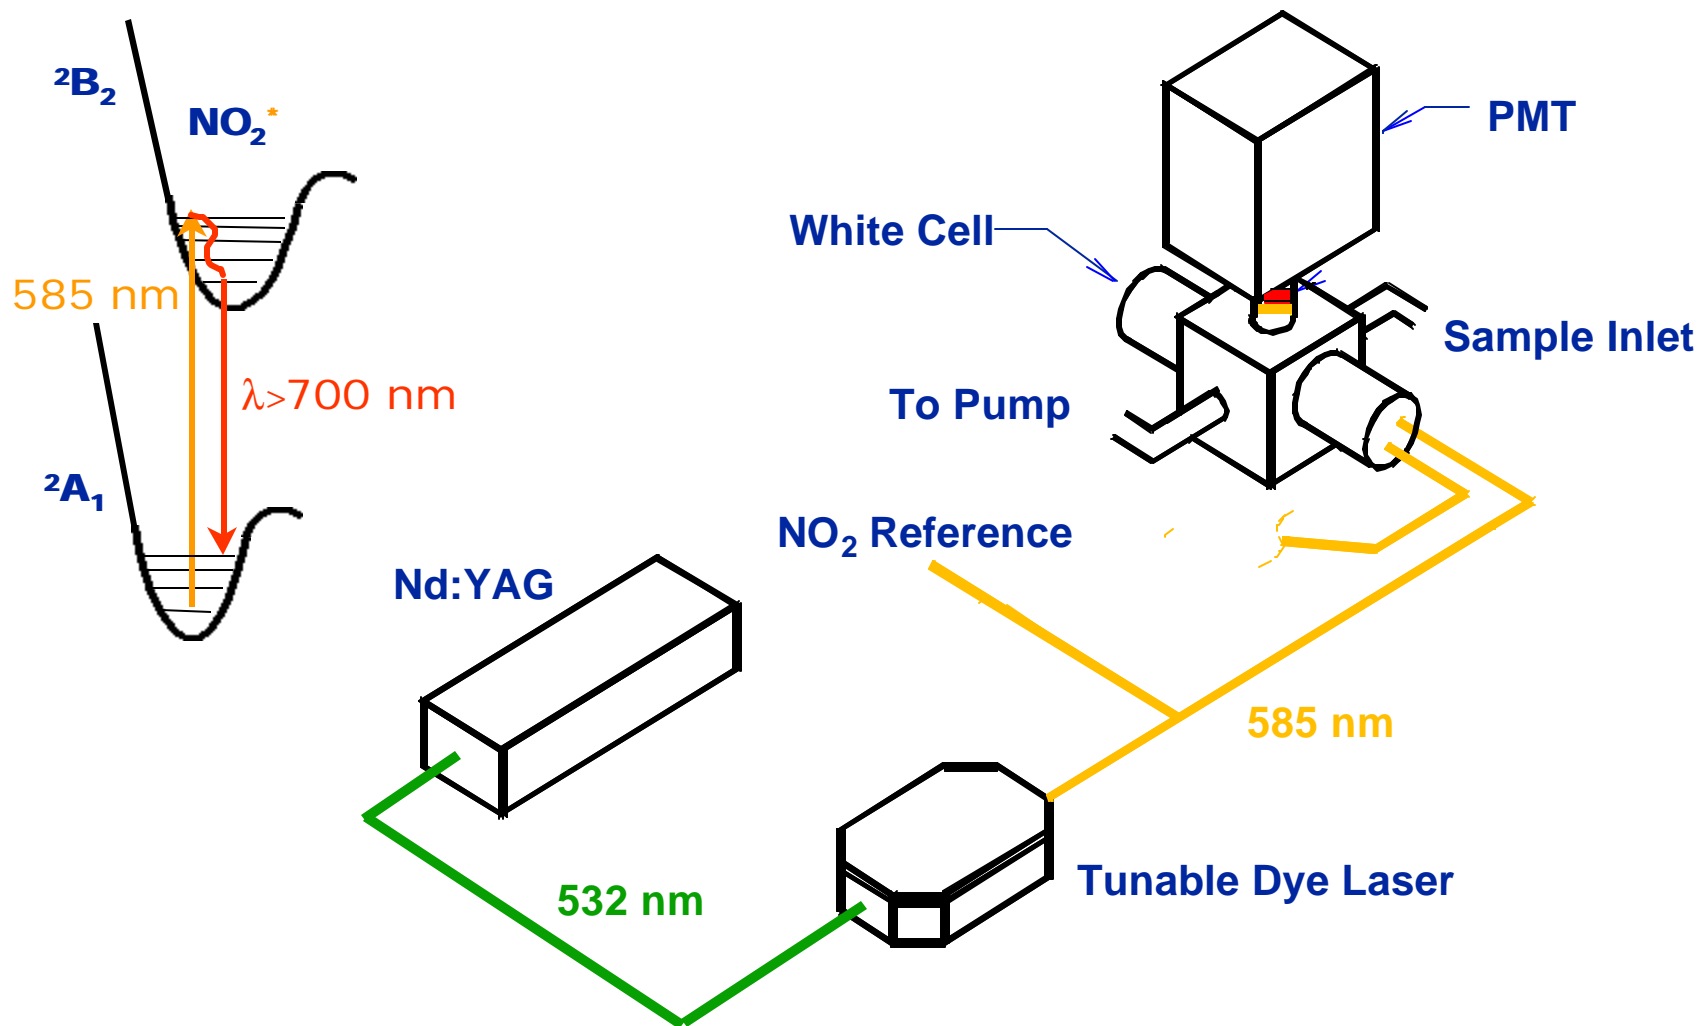 ²B₂
NO₂*
PMT
White Cell
585 nm
Sample Inlet
λ>700 nm
To Pump
²A₁
NO₂ Reference
Nd:YAG
585 nm
Tunable Dye Laser
532 nm